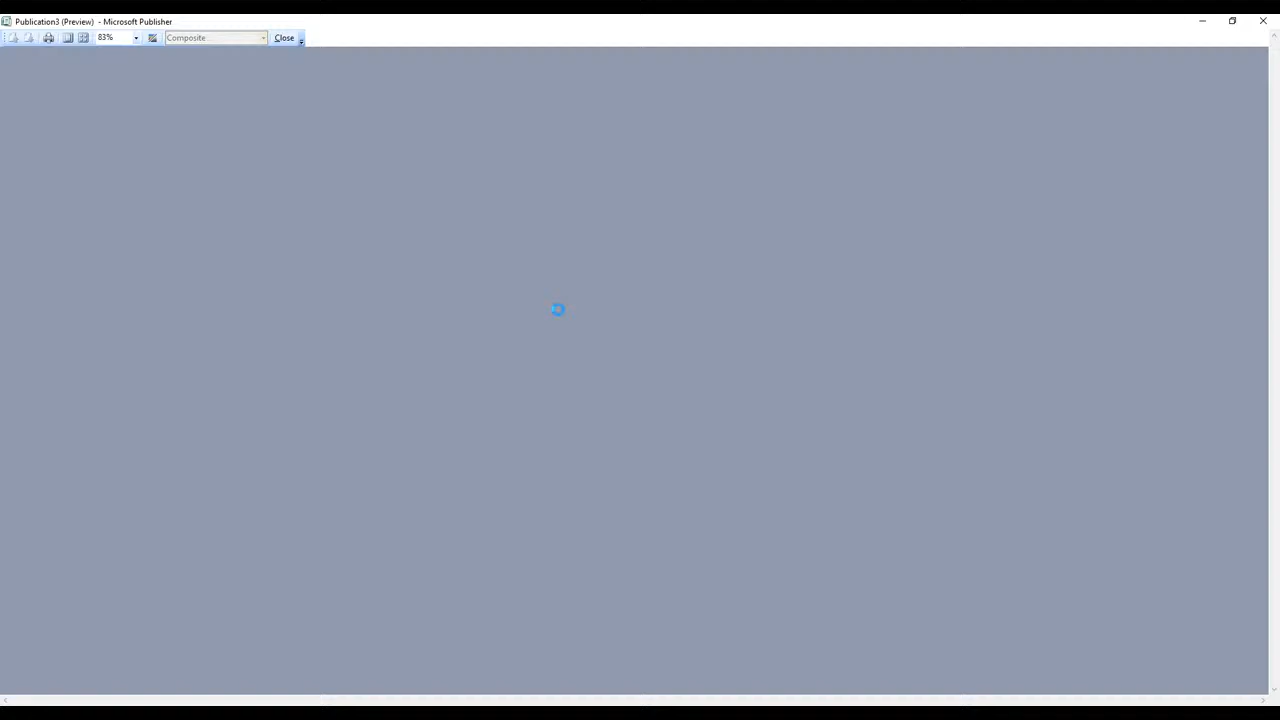 Publication3 (Preview) - Microsoft Publisher
83% Composite Close